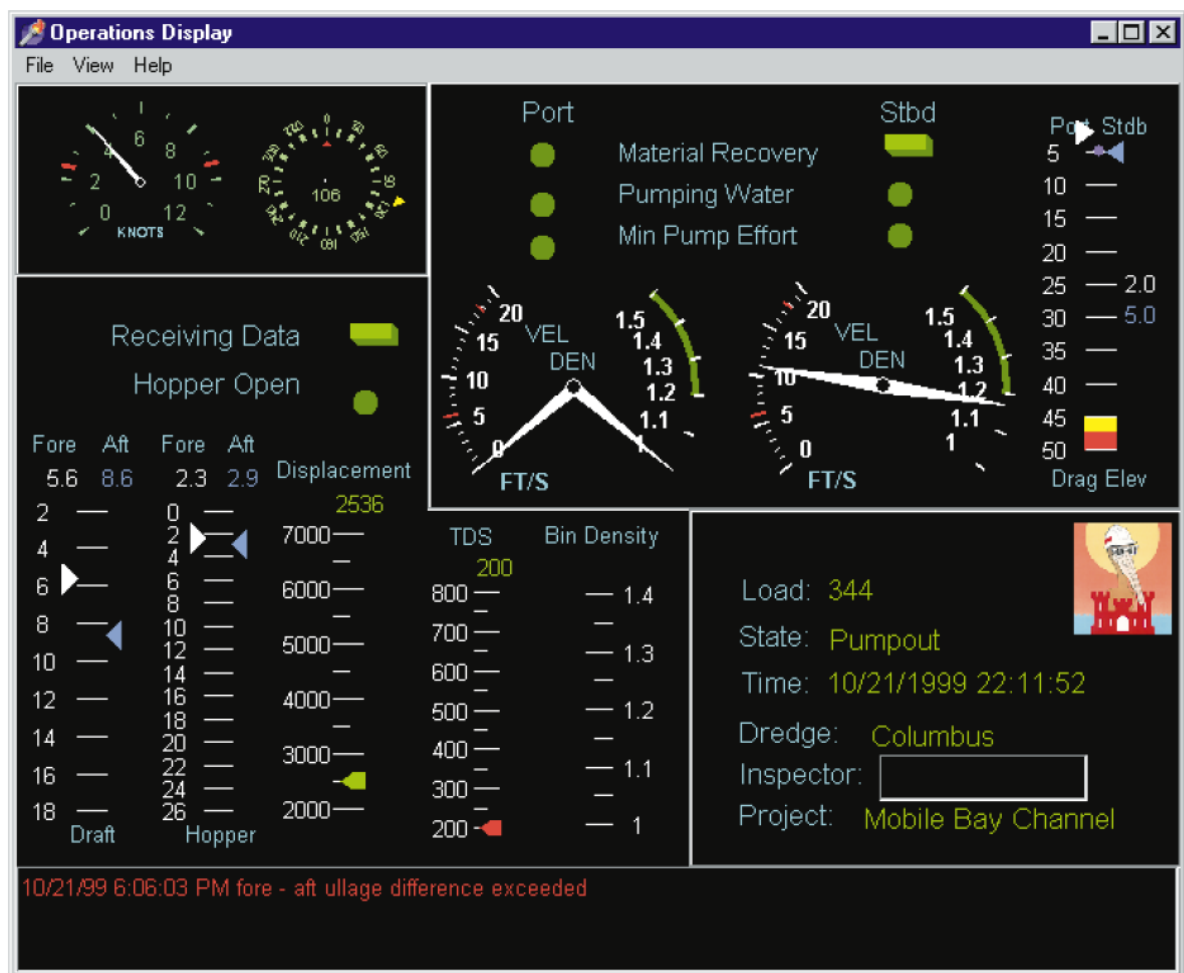 Operations Display
File View Help
0 2 4 6 8 10 12
KNOTS
106
Port Stbd
Material Recovery
Pumping Water
Min Pump Effort
0 5 10 15 20
VEL
DEN
1.5
1.4
1.3
1.2
1.1
1
FT/S
0 5 10 15 20
VEL
DEN
1.5
1.4
1.3
1.2
1.1
1
FT/S
Port Stdb
5
10
15
20
25 2.0
30 5.0
35
40
45
50
Drag Elev
Receiving Data
Hopper Open
Fore Aft
5.6 8.6
2
4
6
8
10
12
14
16
18
Draft
Fore Aft
2.3 2.9
0
2
4
6
8
10
12
14
16
18
20
22
24
26
Hopper
Displacement
2536
7000
6000
5000
4000
3000
2000
TDS
200
800
700
600
500
400
300
200
Bin Density
1.4
1.3
1.2
1.1
1
Load: 344
State: Pumpout
Time: 10/21/1999 22:11:52
Dredge: Columbus
Inspector:
Project: Mobile Bay Channel
10/21/99 6:06:03 PM fore - aft ullage difference exceeded